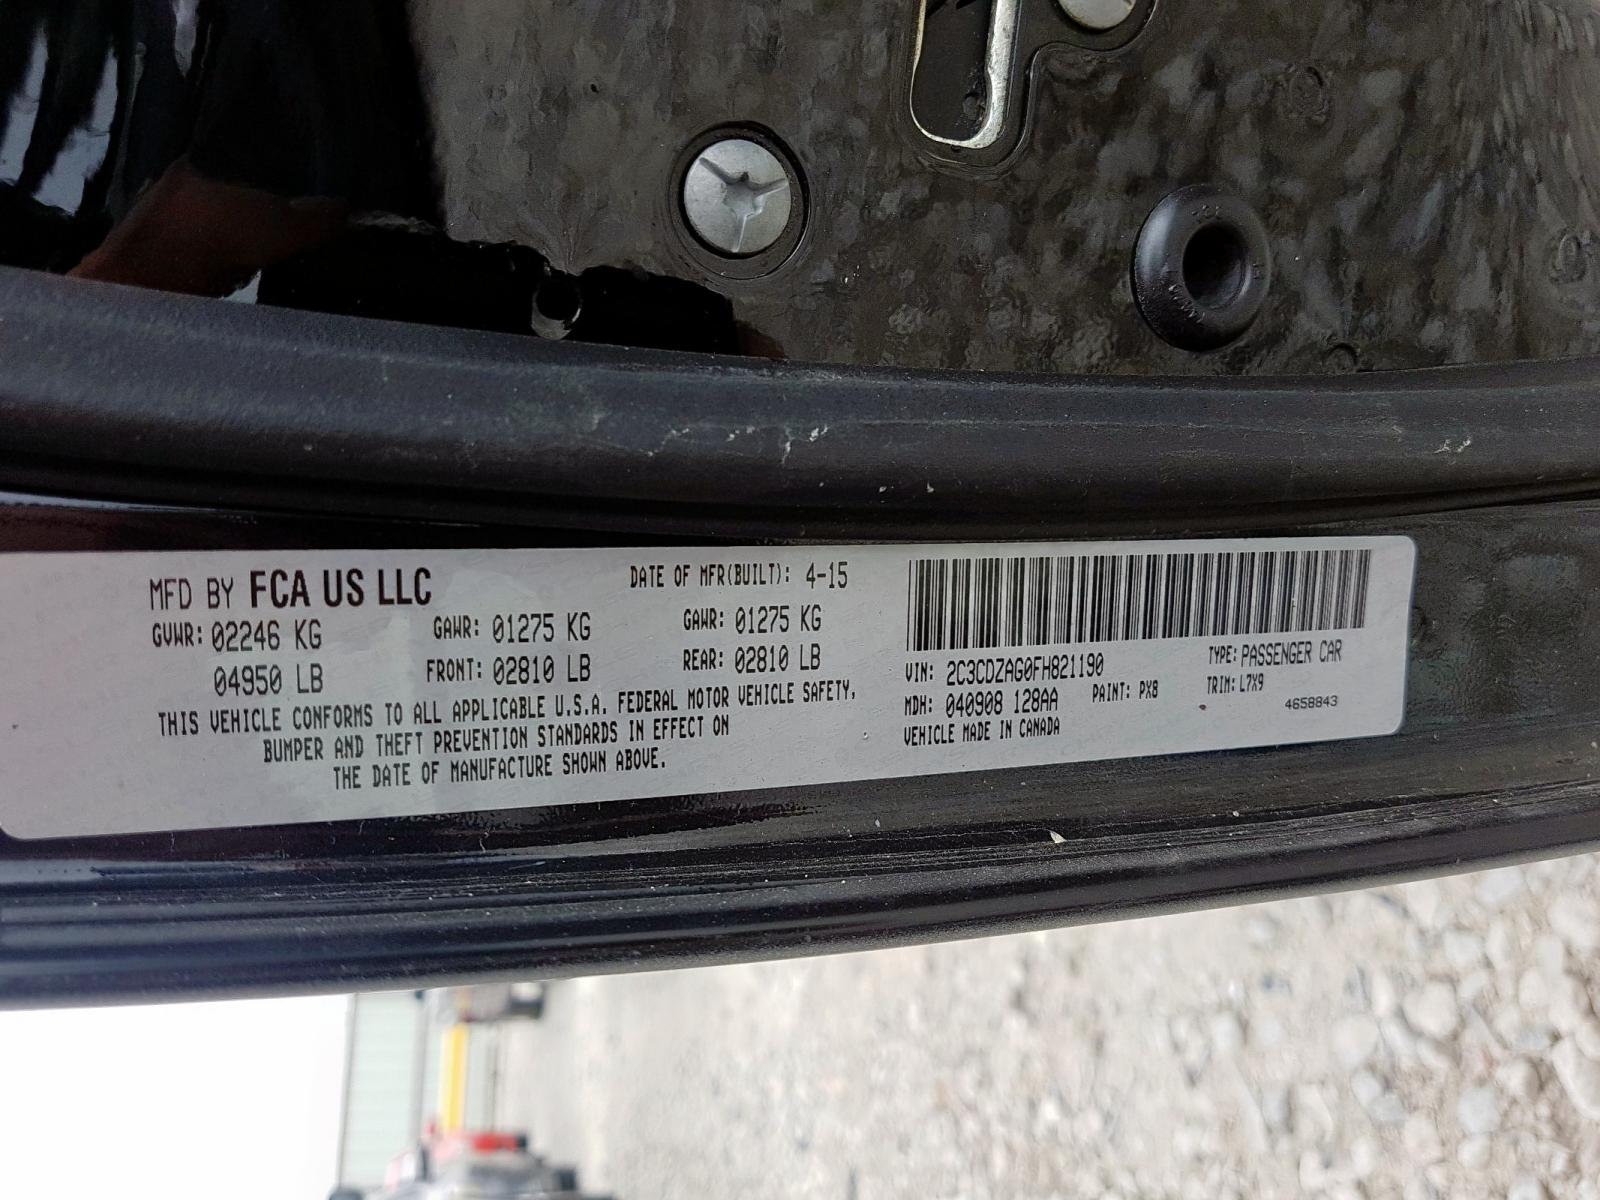 MFD BY FCA US LLC DATE OF MFR(BUILT): 4-15
GVWR: 02246 KG GAWR: 01275 KG GAWR: 01275 KG
04950 LB FRONT: 02810 LB REAR: 02810 LB
THIS VEHICLE CONFORMS TO ALL APPLICABLE U.S.A. FEDERAL MOTOR VEHICLE SAFETY,
BUMPER AND THEFT PREVENTION STANDARDS IN EFFECT ON
THE DATE OF MANUFACTURE SHOWN ABOVE.
VIN: 2C3CDZAG0FH821190 TYPE: PASSENGER CAR
MDH: 040908 128AA PAINT: PX8 TRIM: L7X9
VEHICLE MADE IN CANADA 4658843